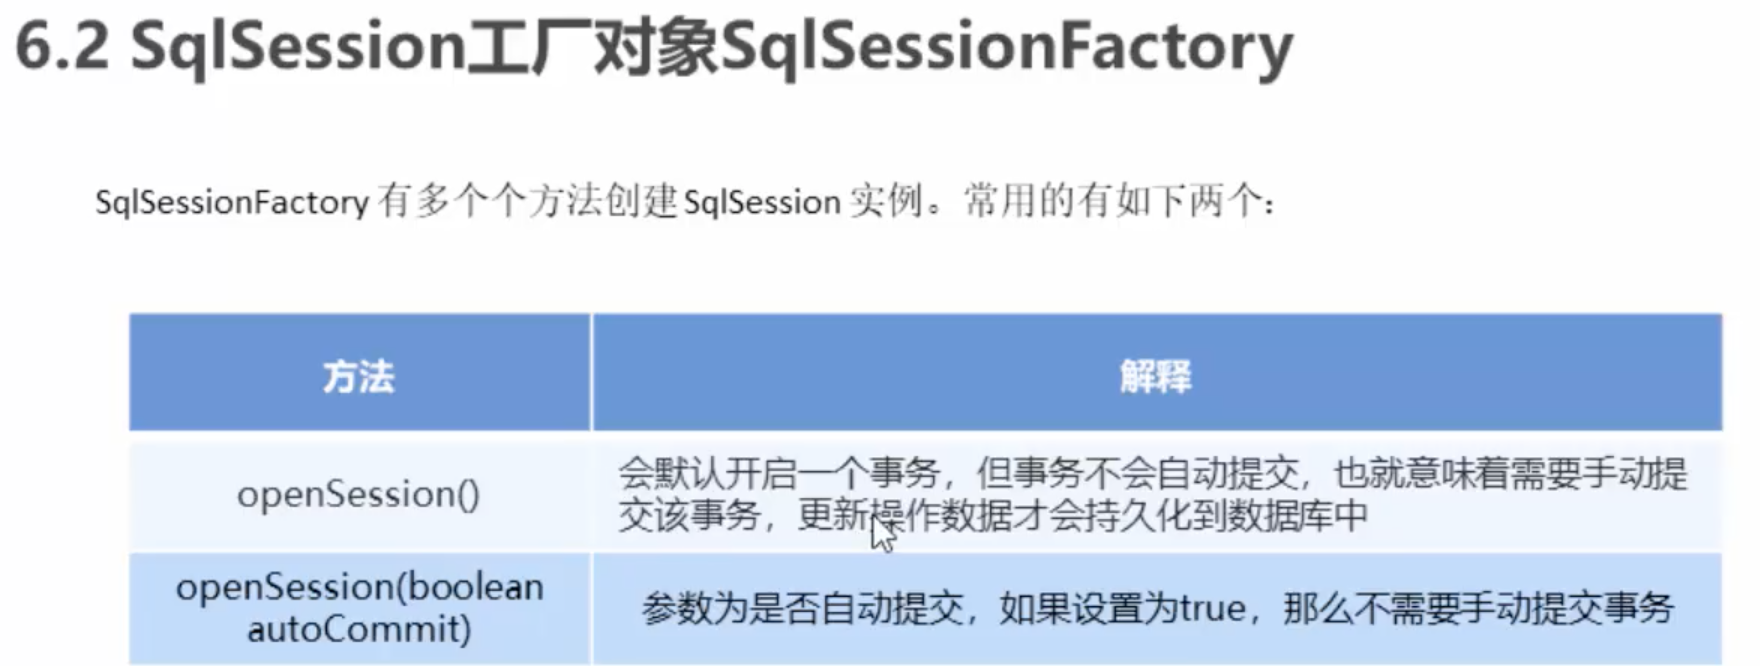 6.2 SqlSession工厂对象SqlSessionFactory
SqlSessionFactory 有多个个方法创建 SqlSession 实例。常用的有如下两个：
方法
解释
openSession()
会默认开启一个事务，但事务不会自动提交，也就意味着需要手动提
交该事务，更新操作数据才会持久化到数据库中
openSession(boolean
autoCommit)
参数为是否自动提交，如果设置为true，那么不需要手动提交事务